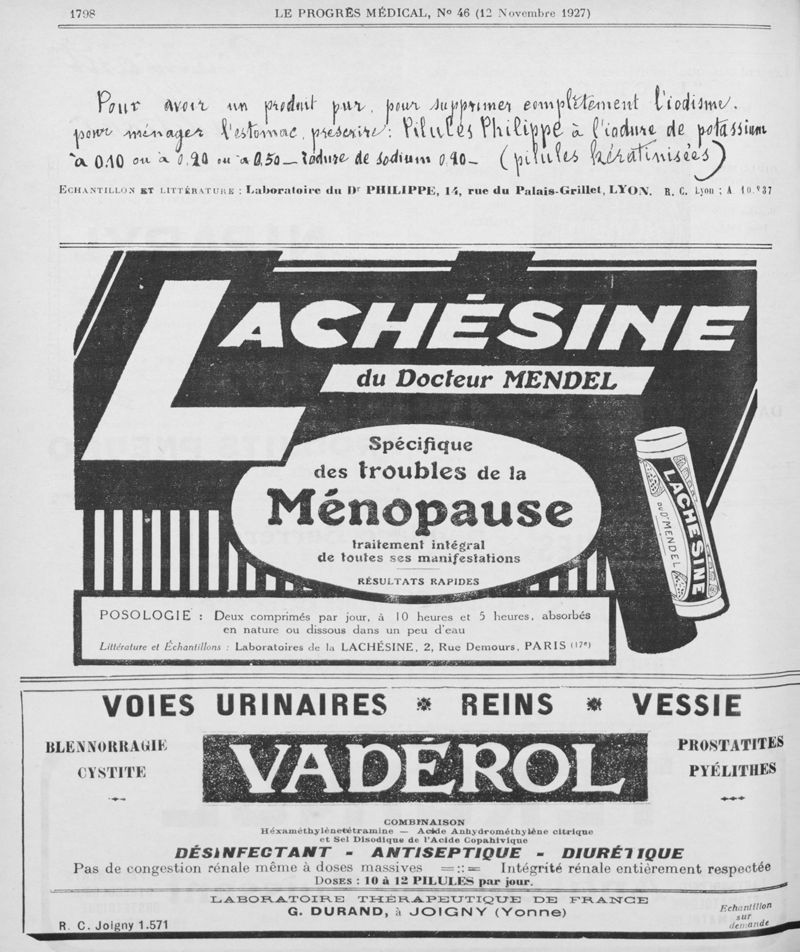 1798
LE PROGRÈS MÉDICAL, No 46 (12 Novembre 1927)
Pour avoir un produit pur, pour supprimer complètement l'iodisme,
pour ménager l'estomac, prescrire: Pilules Philippe à l'iodure de potassium
à 0.10 ou à 0.20 ou à 0.50 — Iodure de sodium 0.20 — (pilules kératinisées)
ECHANTILLON ET LITTÉRATURE : Laboratoire du Dr PHILIPPE, 14, rue du Palais-Grillet, LYON. R. C. Lyon : A
LACHÉSINE
du Docteur MENDEL
Spécifique
des troubles de la
Ménopause
traitement intégral
de toutes ses manifestations
RÉSULTATS RAPIDES
LACHÉSINE
DU Dr MENDEL
POSOLOGIE : Deux comprimés par jour, à 10 heures et 5 heures, absorbés
en nature ou dissous dans un peu d'eau
Littérature et Échantillons : Laboratoires de la LACHÉSINE, 2, Rue Demours, PARIS (17e)
VOIES URINAIRES * REINS * VESSIE
BLENNORRAGIE
CYSTITE
VADÉROL
PROSTATITES
PYÉLITHES
COMBINAISON
Héxaméthylènetétramine — Acide Anhydrométhylène citrique
et Sel Disodique de l'Acide Copahivique
DÉSINFECTANT - ANTISEPTIQUE - DIURÉTIQUE
Pas de congestion rénale même à doses massives =::= Intégrité rénale entièrement respectée
DOSES : 10 à 12 PILULES par jour.
LABORATOIRE THÉRAPEUTIQUE DE FRANCE
G. DURAND, à JOIGNY (Yonne)
R. C. Joigny 1.571
Echantillon
sur
demande